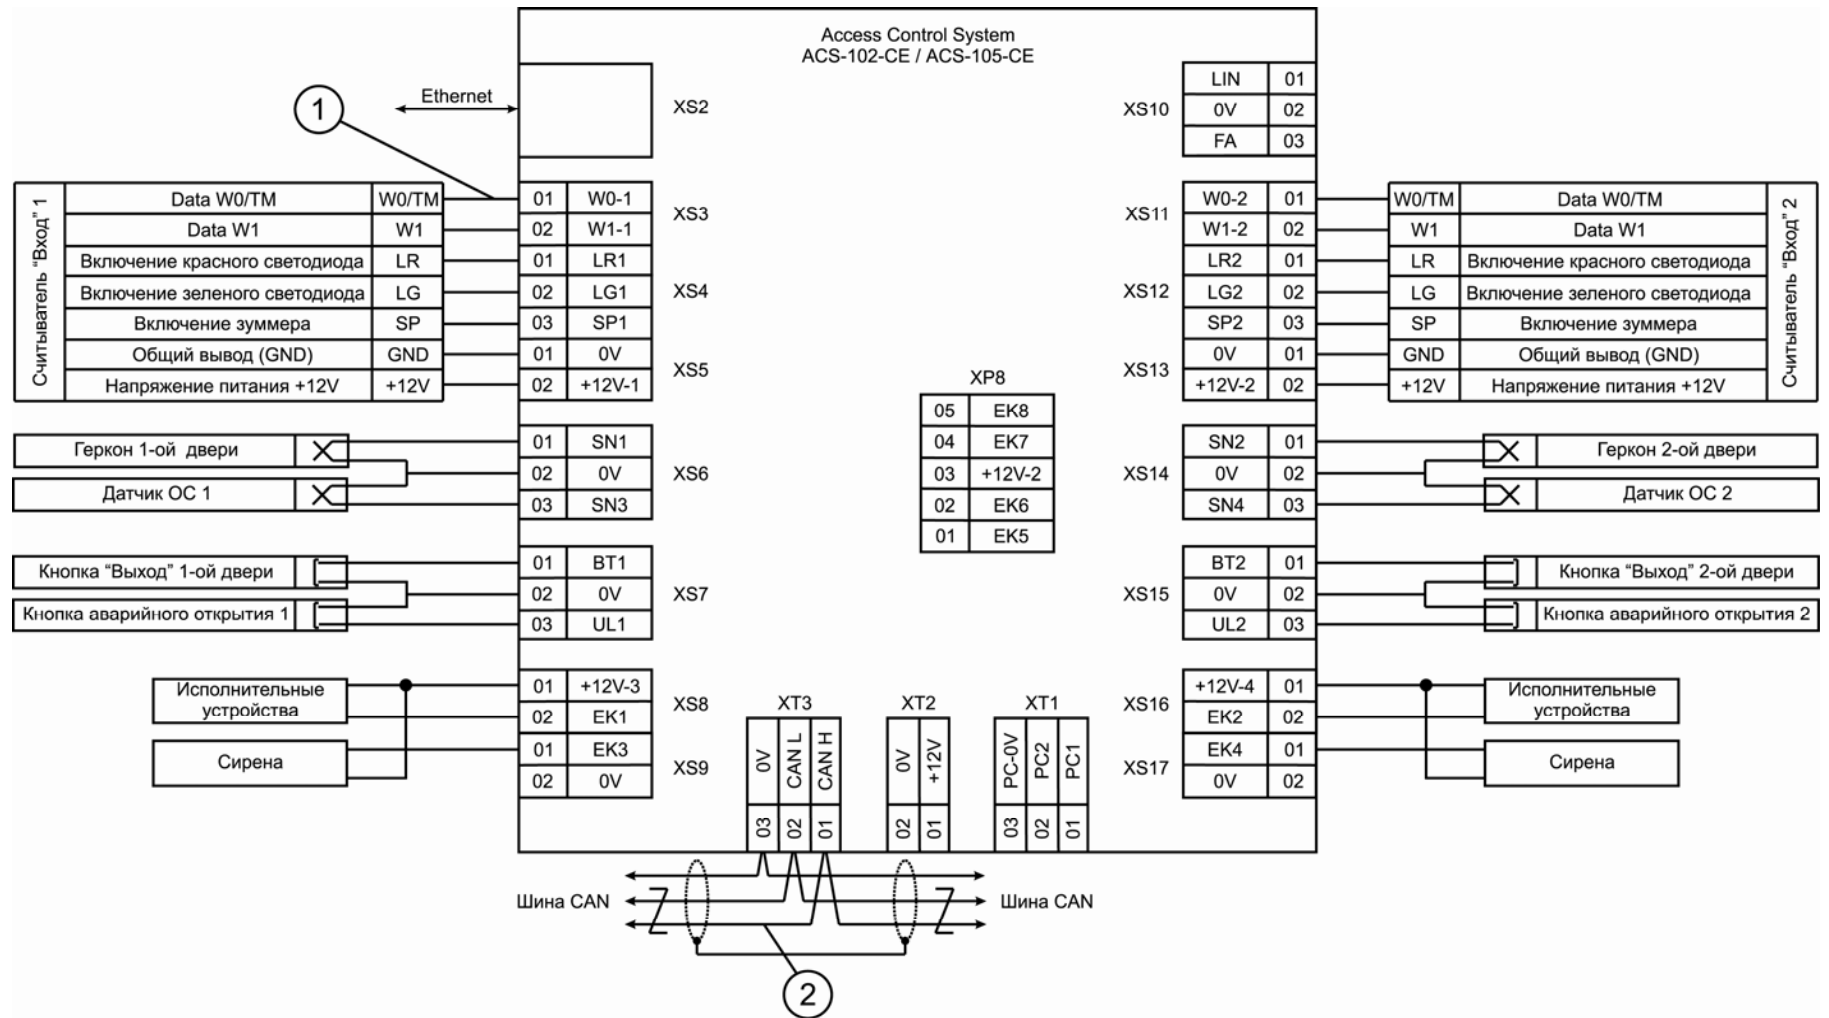 Access Control System
ACS-102-CE / ACS-105-CE
1
Ethernet
XS2
XS10
LIN 01
0V 02
FA 03
Считыватель "Вход" 1
Data W0/TM W0/TM 01 W0-1
Data W1 W1 02 W1-1
XS3
Включение красного светодиода LR 01 LR1
Включение зеленого светодиода LG 02 LG1
Включение зуммера SP 03 SP1
XS4
Общий вывод (GND) GND 01 0V
Напряжение питания +12V +12V 02 +12V-1
XS5
XS11
W0-2 01 W0/TM Data W0/TM
W1-2 02 W1 Data W1
XS12
LR2 01 LR Включение красного светодиода
LG2 02 LG Включение зеленого светодиода
SP2 03 SP Включение зуммера
XS13
0V 01 GND Общий вывод (GND)
+12V-2 02 +12V Напряжение питания +12V
Считыватель "Вход" 2
XP8
05 EK8
04 EK7
03 +12V-2
02 EK6
01 EK5
Геркон 1-ой двери
Датчик ОС 1
01 SN1
02 0V
03 SN3
XS6
XS14
SN2 01
0V 02
SN4 03
Геркон 2-ой двери
Датчик ОС 2
Кнопка "Выход" 1-ой двери
Кнопка аварийного открытия 1
01 BT1
02 0V
03 UL1
XS7
XS15
BT2 01
0V 02
UL2 03
Кнопка "Выход" 2-ой двери
Кнопка аварийного открытия 2
Исполнительные
устройства
Сирена
01 +12V-3
02 EK1
XS8
01 EK3
02 0V
XS9
XT3
0V CAN L CAN H
03 02 01
XT2
0V +12V
02 01
XT1
PC-0V PC2 PC1
03 02 01
XS16
+12V-4 01
EK2 02
XS17
EK4 01
0V 02
Исполнительные
устройства
Сирена
Шина CAN
Шина CAN
2